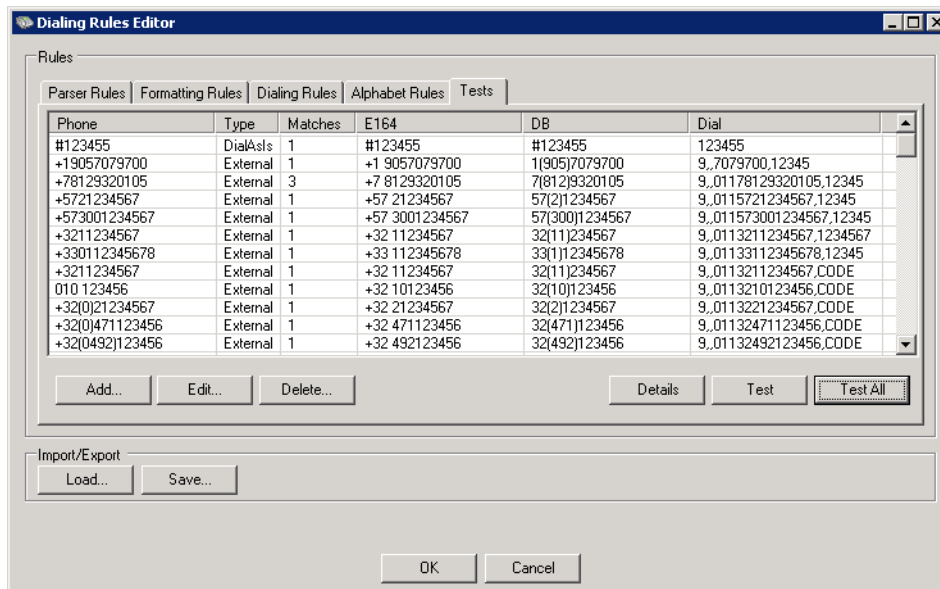 Dialing Rules Editor
Rules
Parser Rules Formatting Rules Dialing Rules Alphabet Rules Tests
Phone Type Matches E164 DB Dial
#123455 DialAsIs 1 #123455 #123455 123455
+19057079700 External 1 +1 9057079700 1(905)7079700 9,,7079700,12345
+78129320105 External 3 +7 8129320105 7(812)9320105 9,,01178129320105,12345
+5721234567 External 1 +57 21234567 57(2)1234567 9,,0115721234567,12345
+573001234567 External 1 +57 3001234567 57(300)1234567 9,,011573001234567,12345
+3211234567 External 1 +32 11234567 32(11)234567 9,,0113211234567,1234567
+330112345678 External 1 +33 112345678 33(1)12345678 9,,01133112345678,12345
+3211234567 External 1 +32 11234567 32(11)234567 9,,0113211234567,CODE
010 123456 External 1 +32 10123456 32(10)123456 9,,0113210123456,CODE
+32(0)21234567 External 1 +32 21234567 32(2)1234567 9,,0113221234567,CODE
+32(0)471123456 External 1 +32 471123456 32(471)123456 9,,01132471123456,CODE
+32(0492)123456 External 1 +32 492123456 32(492)123456 9,,01132492123456,CODE
Add... Edit... Delete... Details Test Test All
Import/Export
Load... Save...
OK Cancel